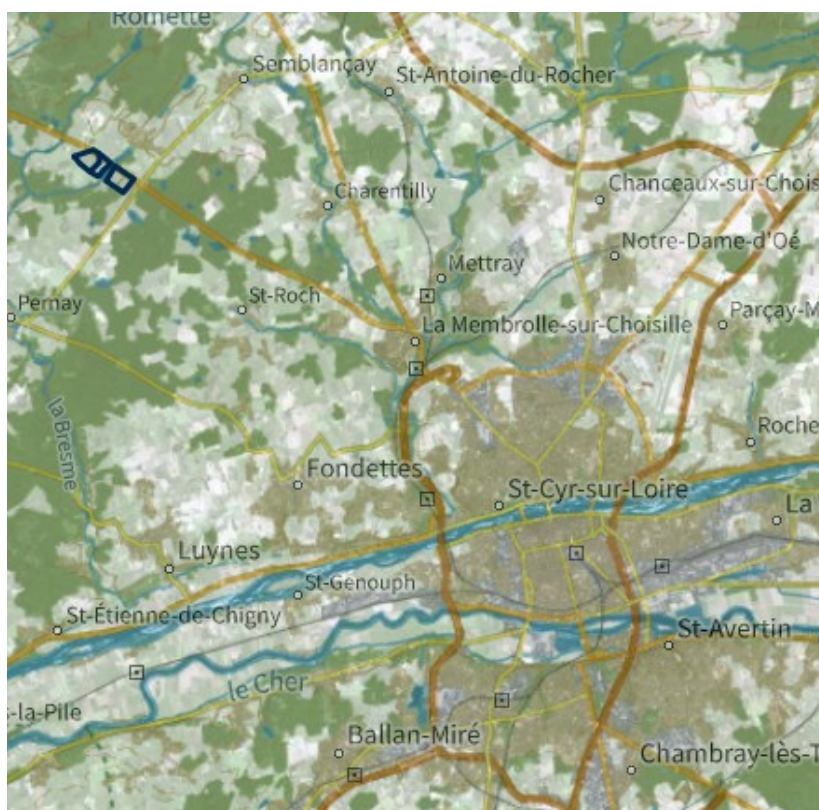 Romette
Semblançay
St-Antoine-du-Rocher
Charentilly
Chanceaux-sur-Chois
Notre-Dame-d'Oé
Mettray
Pernay
St-Roch
Parçay-M
La Membrolle-sur-Choisille
la Bresme
Roche
Fondettes
St-Cyr-sur-Loire
La
Luynes
St-Genouph
St-Étienne-de-Chigny
St-Avertin
le Cher
s-la-Pile
Ballan-Miré
Chambray-lès-T